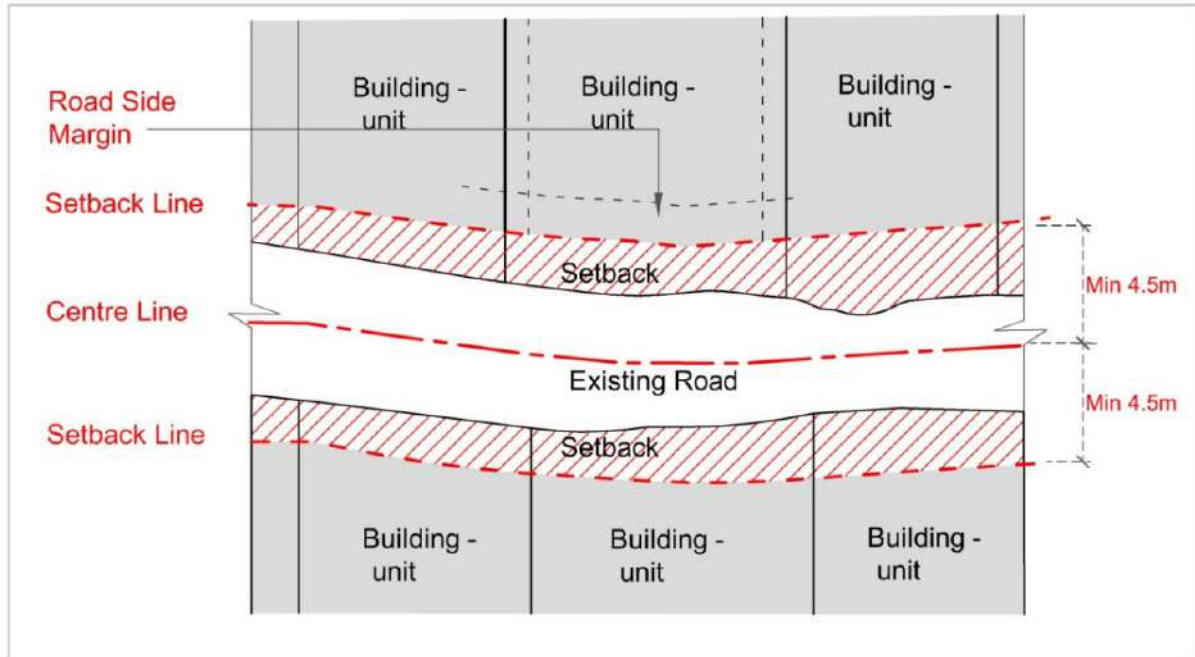 Building -
unit
Building -
unit
Building -
unit
Road Side
Margin
Setback Line
Setback
Min 4.5m
Centre Line
Existing Road
Min 4.5m
Setback Line
Setback
Building -
unit
Building -
unit
Building -
unit